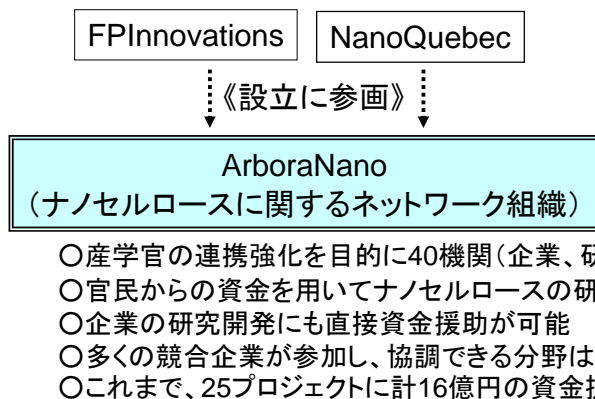 FPInnovations
NanoQuebec
《設立に参画》
ArboraNano
（ナノセルロースに関するネットワーク組織）
○産学官の連携強化を目的に40機関（企業、
○官民からの資金を用いてナノセルロースの研
○企業の研究開発にも直接資金援助が可能
○多くの競合企業が参加し、協調できる分野は
○これまで、25プロジェクトに計16億円の資金